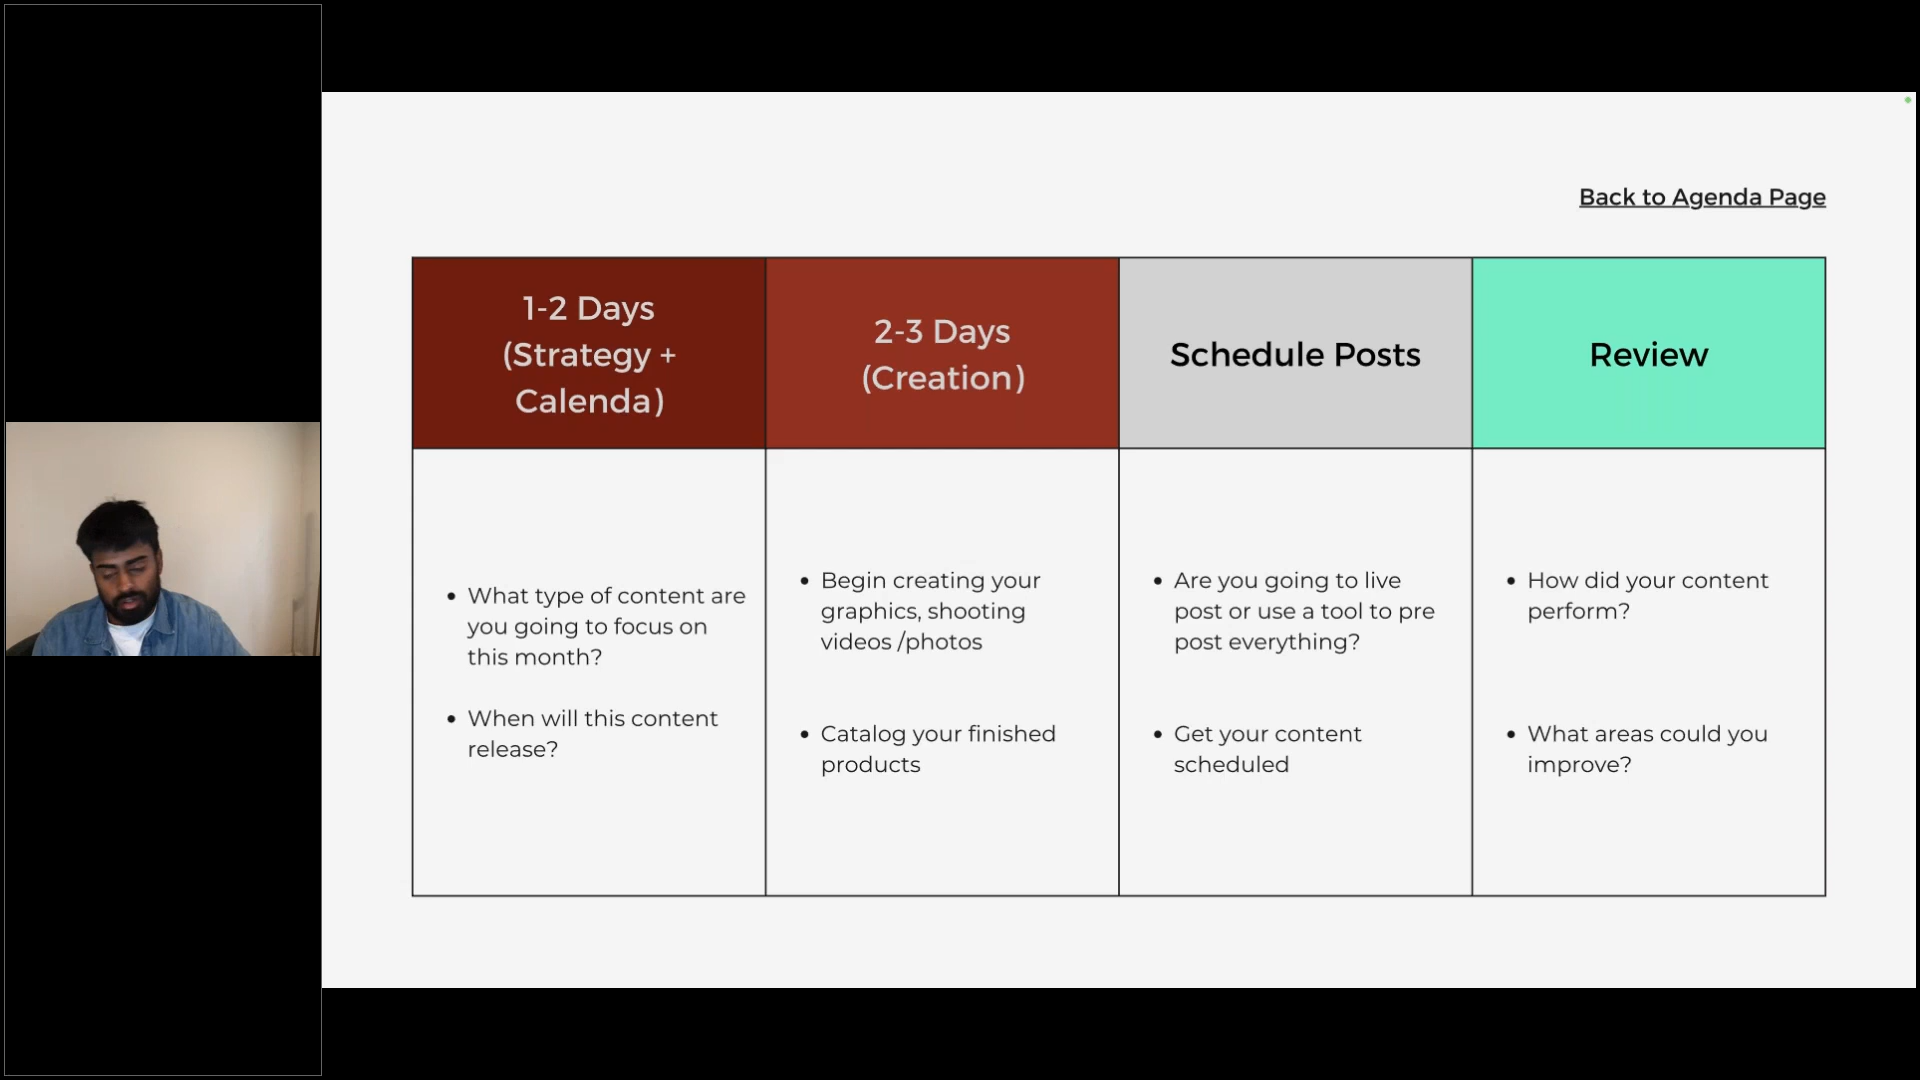 Back to Agenda Page
1-2 Days
(Strategy +
Calenda)
2-3 Days
(Creation)
Schedule Posts
Review
• What type of content are
you going to focus on
this month?
• When will this content
release?
• Begin creating your
graphics, shooting
videos /photos
• Catalog your finished
products
• Are you going to live
post or use a tool to pre
post everything?
• Get your content
scheduled
• How did your content
perform?
• What areas could you
improve?